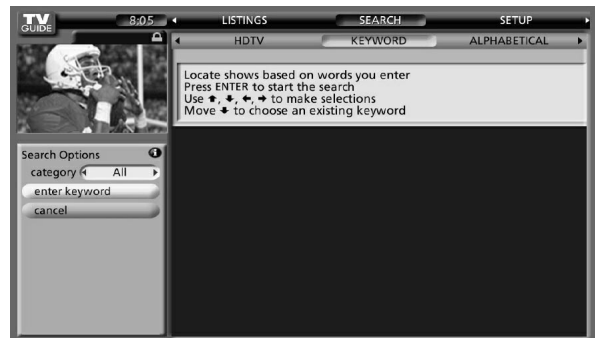 TV GUIDE 8:05 LISTINGS SEARCH SETUP
HDTV KEYWORD ALPHABETICAL
Locate shows based on words you enter
Press ENTER to start the search
Use ↑, ↓, ←, → to make selections
Move ↓ to choose an existing keyword
Search Options
category All
enter keyword
cancel